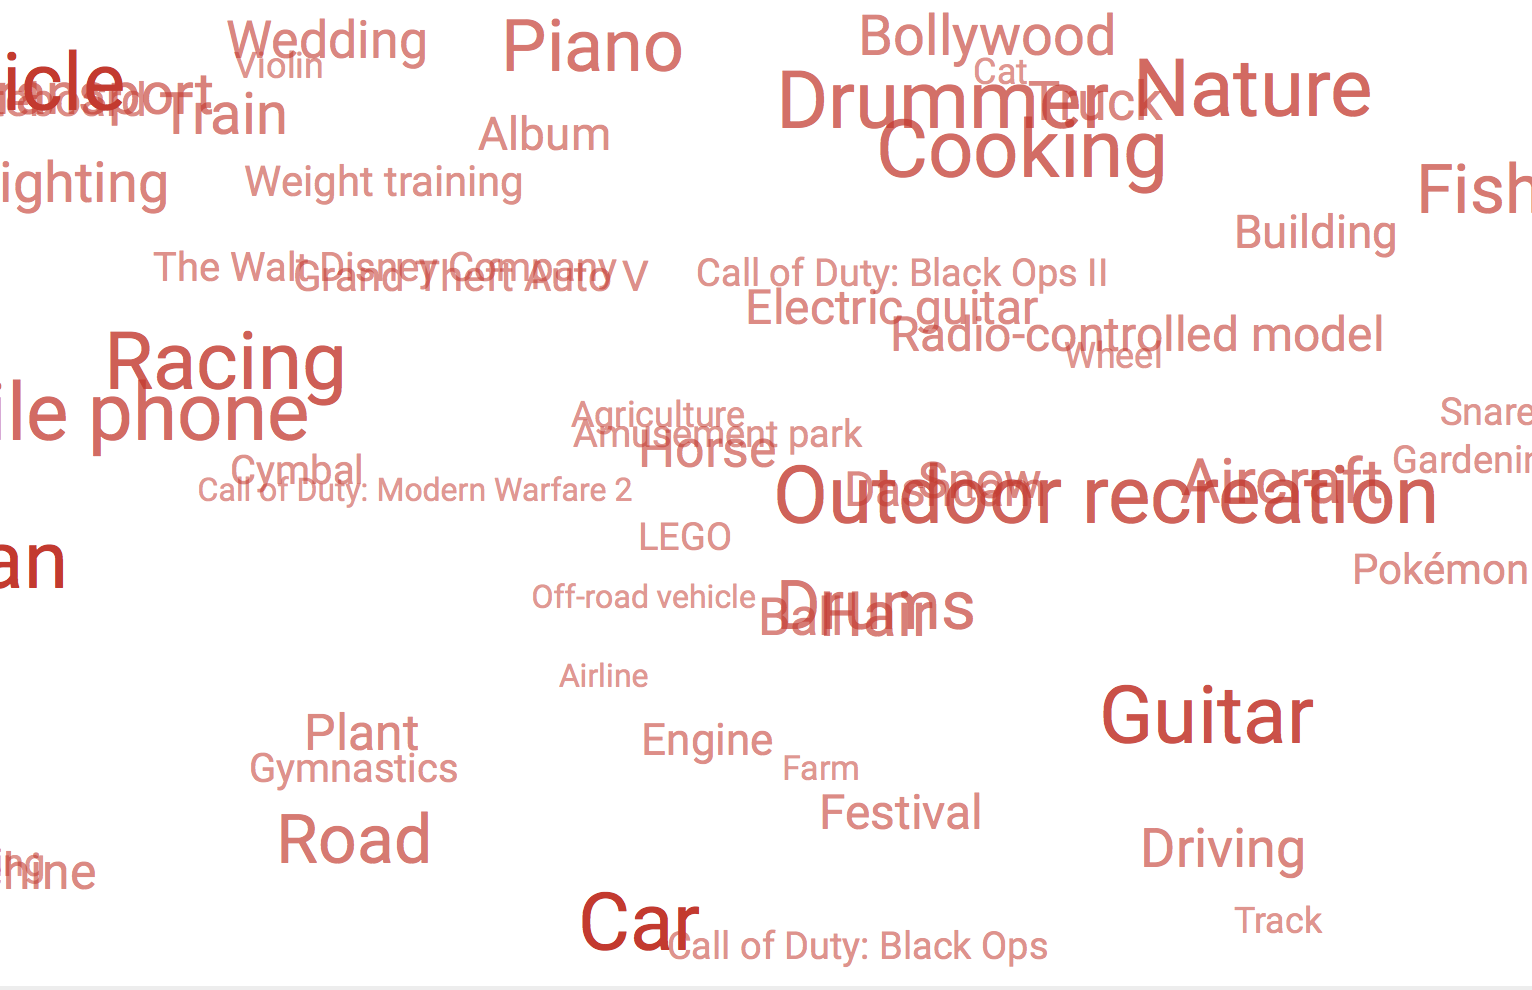 Wedding
Piano
Bollywood
Violin
Cat
icle
Nature
Drummer
Truck
Train
Album
Cooking
ighting
Weight training
Fish
Building
The Walt Disney Company
Grand Theft Auto V
Call of Duty: Black Ops II
Electric guitar
Radio-controlled model
Wheel
Racing
ile phone
Agriculture
Snare
Amusement park
Horse
Gardenin
Cymbal
Call of Duty: Modern Warfare 2
Snow
Aircraft
Dashcam
Outdoor recreation
LEGO
an
Pokémon
Off-road vehicle
Drums
Ball
Hair
Airline
Guitar
Plant
Engine
Gymnastics
Farm
Festival
Road
Driving
hine
Car
Track
Call of Duty: Black Ops